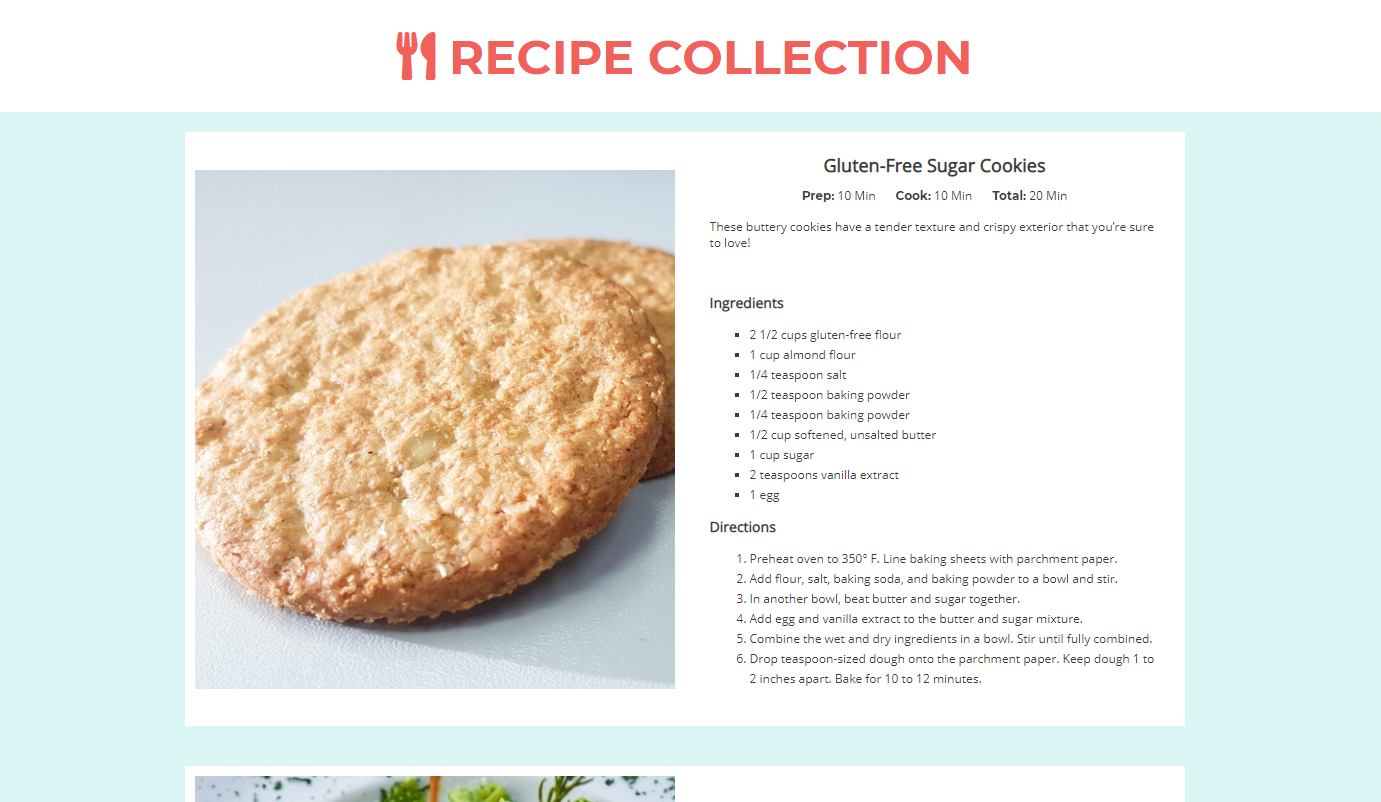 RECIPE COLLECTION
Gluten-Free Sugar Cookies
Prep: 10 Min Cook: 10 Min Total: 20 Min
These buttery cookies have a tender texture and crispy exterior that you're sure
to love!
Ingredients
▪ 2 1/2 cups gluten-free flour
▪ 1 cup almond flour
▪ 1/4 teaspoon salt
▪ 1/2 teaspoon baking powder
▪ 1/4 teaspoon baking powder
▪ 1/2 cup softened, unsalted butter
▪ 1 cup sugar
▪ 2 teaspoons vanilla extract
▪ 1 egg
Directions
1. Preheat oven to 350° F. Line baking sheets with parchment paper.
2. Add flour, salt, baking soda, and baking powder to a bowl and stir.
3. In another bowl, beat butter and sugar together.
4. Add egg and vanilla extract to the butter and sugar mixture.
5. Combine the wet and dry ingredients in a bowl. Stir until fully combined.
6. Drop teaspoon-sized dough onto the parchment paper. Keep dough 1 to
2 inches apart. Bake for 10 to 12 minutes.